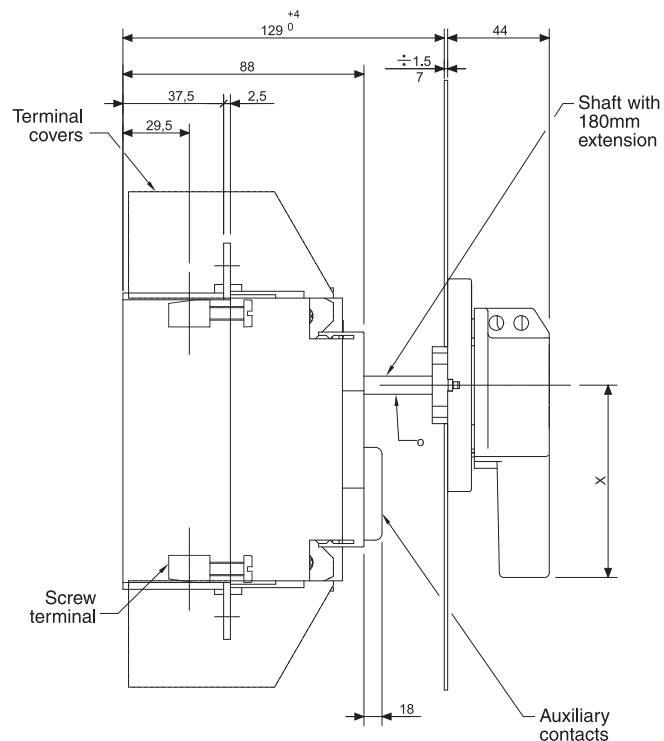 129 +4 0
44
÷1.5
7
88
37,5
2,5
29,5
Terminal
covers
Shaft with
180mm
extension
o
X
Screw
terminal
18
Auxiliary
contacts